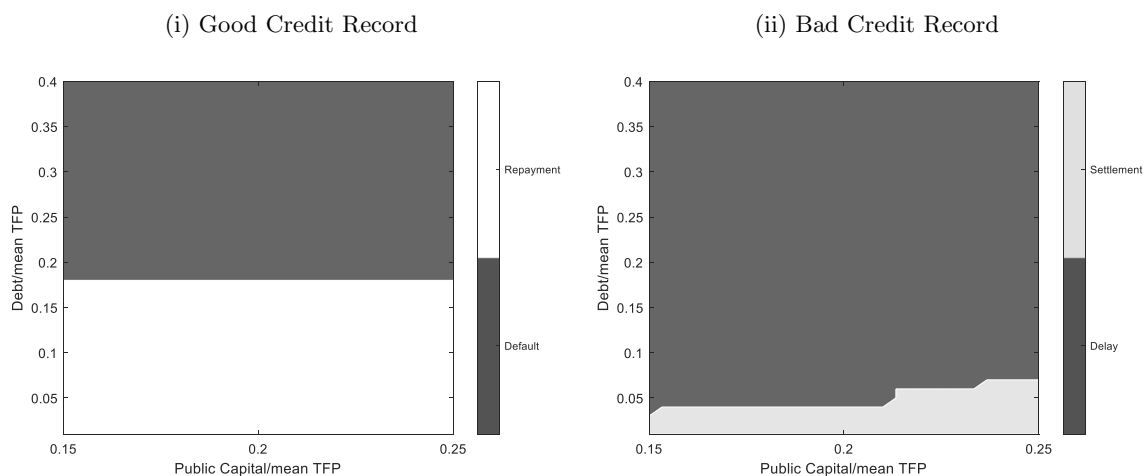 (i) Good Credit Record
0.4
0.35
0.3
0.25
0.2
0.15
0.1
0.05
0.15
0.2
0.25
Debt/mean TFP
Public Capital/mean TFP
Repayment
Default
(ii) Bad Credit Record
0.4
0.35
0.3
0.25
0.2
0.15
0.1
0.05
0.15
0.2
0.25
Debt/mean TFP
Public Capital/mean TFP
Settlement
Delay